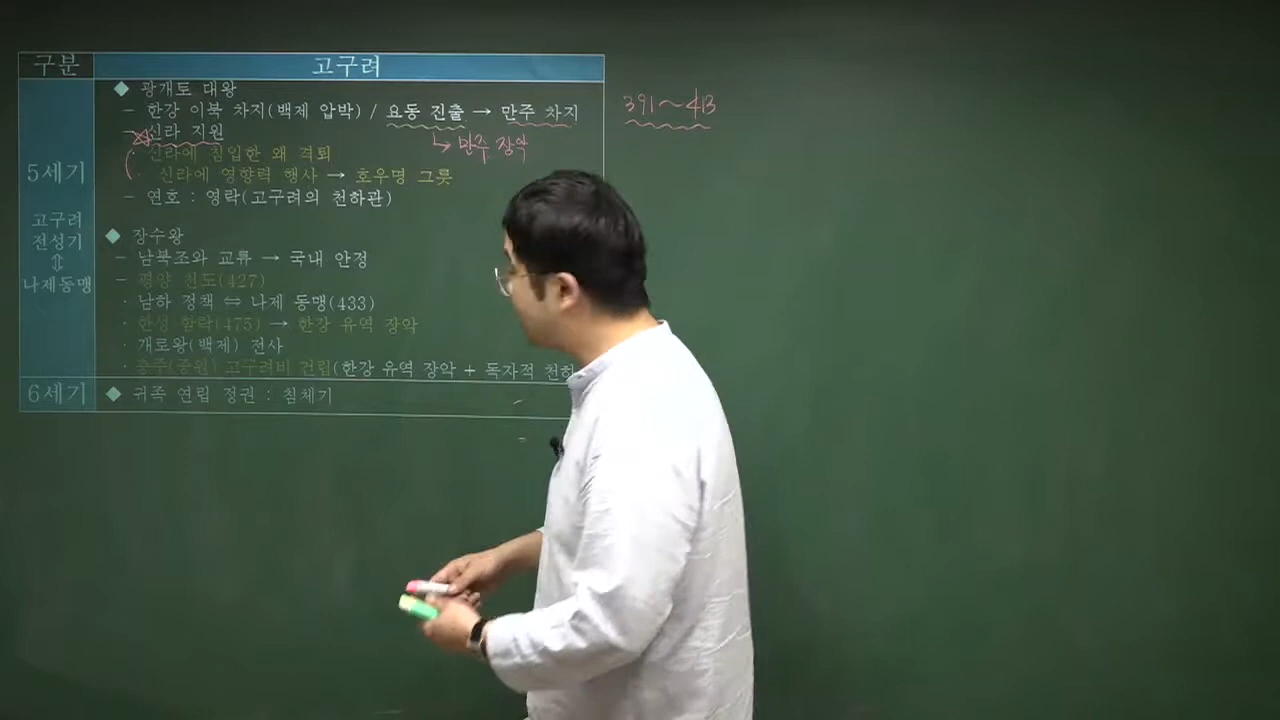 구분
고구려
◆ 광개토 대왕
- 한강 이북 차지(백제 압박) / 요동 진출 → 만주 차지
391~413
- 신라 지원
↳ 만주 장악
· 신라에 침입한 왜 격퇴
· 신라에 영향력 행사 → 호우명 그릇
- 연호 : 영락(고구려의 천하관)
5세기
고구려
전성기
⇕
나제동맹
◆ 장수왕
- 남북조와 교류 → 국내 안정
- 평양 천도(427)
· 남하 정책 ⇔ 나제 동맹(433)
· 한성 함락(475) → 한강 유역 장악
· 개로왕(백제) 전사
· 충주(중원) 고구려비 건립(한강 유역 장악 + 독자적
6세기
◆ 귀족 연립 정권 : 침체기